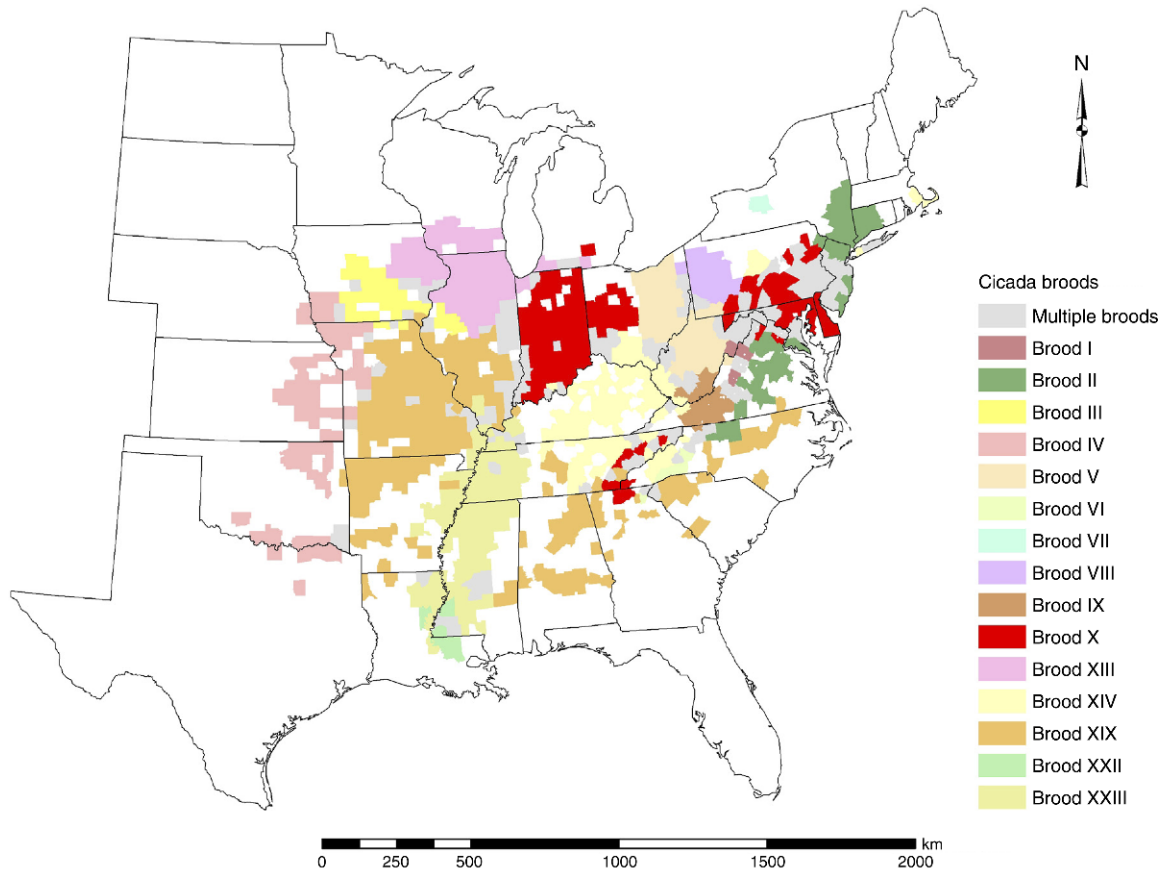 N
Cicada broods
Multiple broods
Brood I
Brood II
Brood III
Brood IV
Brood V
Brood VI
Brood VII
Brood VIII
Brood IX
Brood X
Brood XIII
Brood XIV
Brood XIX
Brood XXII
Brood XXIII
km
0 250 500 1000 1500 2000